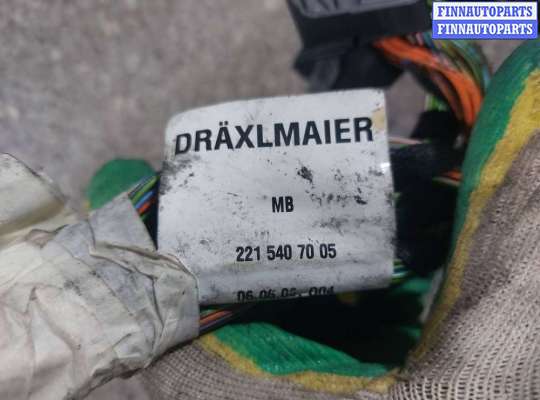 FINNAUTOPARTS
FINNAUTOPARTS
DRÄXLMAIER
MB
221 540 70 05